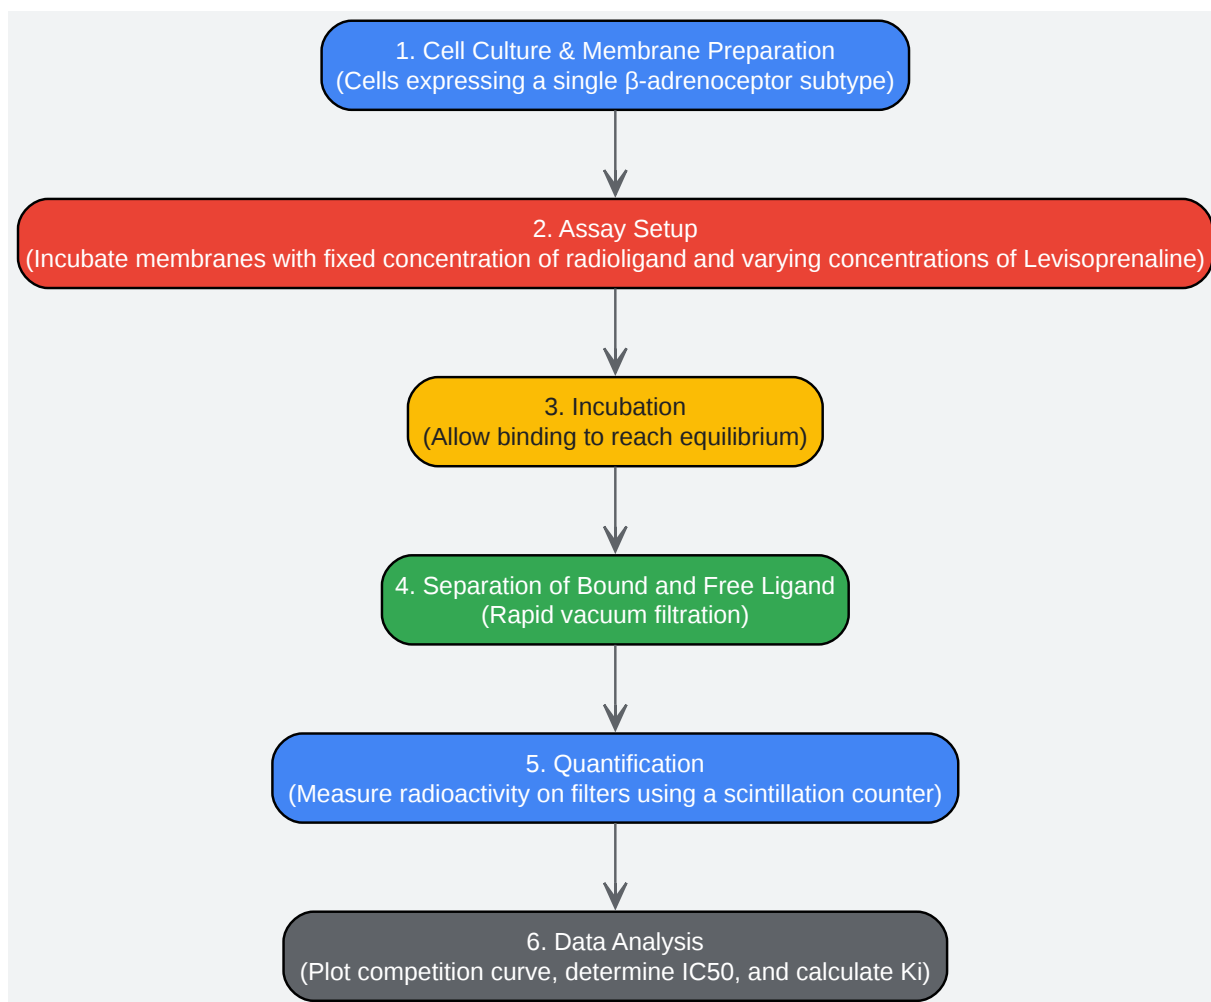 1. Cell Culture & Membrane Preparation
(Cells expressing a single β-adrenoceptor subtype)
2. Assay Setup
(Incubate membranes with fixed concentration of radioligand and varying concentrations of Levisoprenaline)
3. Incubation
(Allow binding to reach equilibrium)
4. Separation of Bound and Free Ligand
(Rapid vacuum filtration)
5. Quantification
(Measure radioactivity on filters using a scintillation counter)
6. Data Analysis
(Plot competition curve, determine IC50, and calculate Ki)